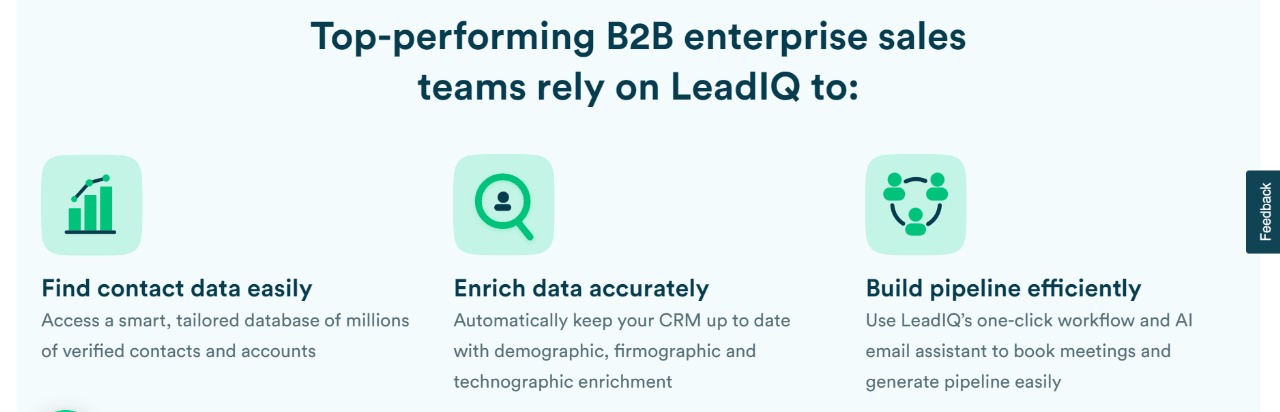 Top-performing B2B enterprise sales
teams rely on LeadIQ to:
Find contact data easily
Access a smart, tailored database of millions
of verified contacts and accounts
Enrich data accurately
Automatically keep your CRM up to date
with demographic, firmographic and
technographic enrichment
Build pipeline efficiently
Use LeadIQ’s one-click workflow and AI
email assistant to book meetings and
generate pipeline easily
Feedback